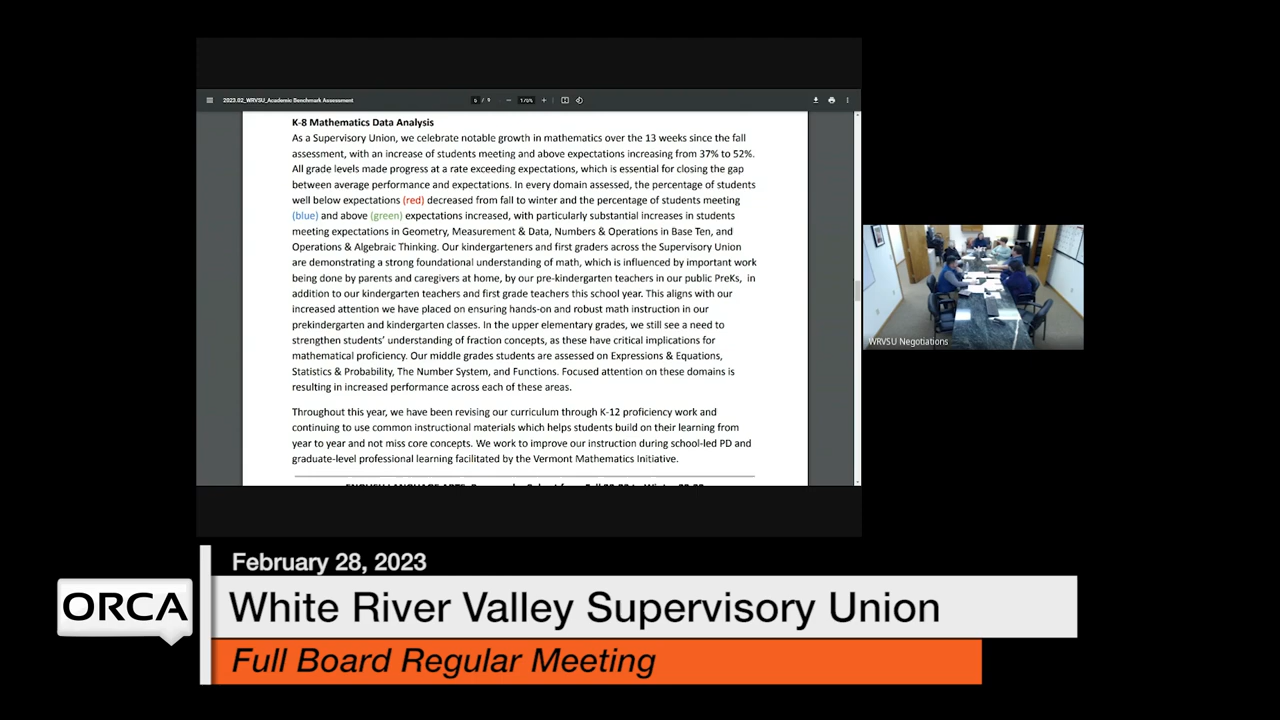 2023.02_WRVSU_Academic Benchmark Assessment
6 / 9
170%
K-8 Mathematics Data Analysis
As a Supervisory Union, we celebrate notable growth in mathematics over the 13 weeks since the fall
assessment, with an increase of students meeting and above expectations increasing from 37% to 52%.
All grade levels made progress at a rate exceeding expectations, which is essential for closing the gap
between average performance and expectations. In every domain assessed, the percentage of students
well below expectations (red) decreased from fall to winter and the percentage of students meeting
(blue) and above (green) expectations increased, with particularly substantial increases in students
meeting expectations in Geometry, Measurement & Data, Numbers & Operations in Base Ten, and
Operations & Algebraic Thinking. Our kindergarteners and first graders across the Supervisory Union
are demonstrating a strong foundational understanding of math, which is influenced by important work
being done by parents and caregivers at home, by our pre-kindergarten teachers in our public PreKs, in
addition to our kindergarten teachers and first grade teachers this school year. This aligns with our
increased attention we have placed on ensuring hands-on and robust math instruction in our
prekindergarten and kindergarten classes. In the upper elementary grades, we still see a need to
strengthen students' understanding of fraction concepts, as these have critical implications for
mathematical proficiency. Our middle grades students are assessed on Expressions & Equations,
Statistics & Probability, The Number System, and Functions. Focused attention on these domains is
resulting in increased performance across each of these areas.
Throughout this year, we have been revising our curriculum through K-12 proficiency work and
continuing to use common instructional materials which helps students build on their learning from
year to year and not miss core concepts. We work to improve our instruction during school-led PD and
graduate-level professional learning facilitated by the Vermont Mathematics Initiative.
WRVSU Negotiations
February 28, 2023
ORCA
White River Valley Supervisory Union
Full Board Regular Meeting